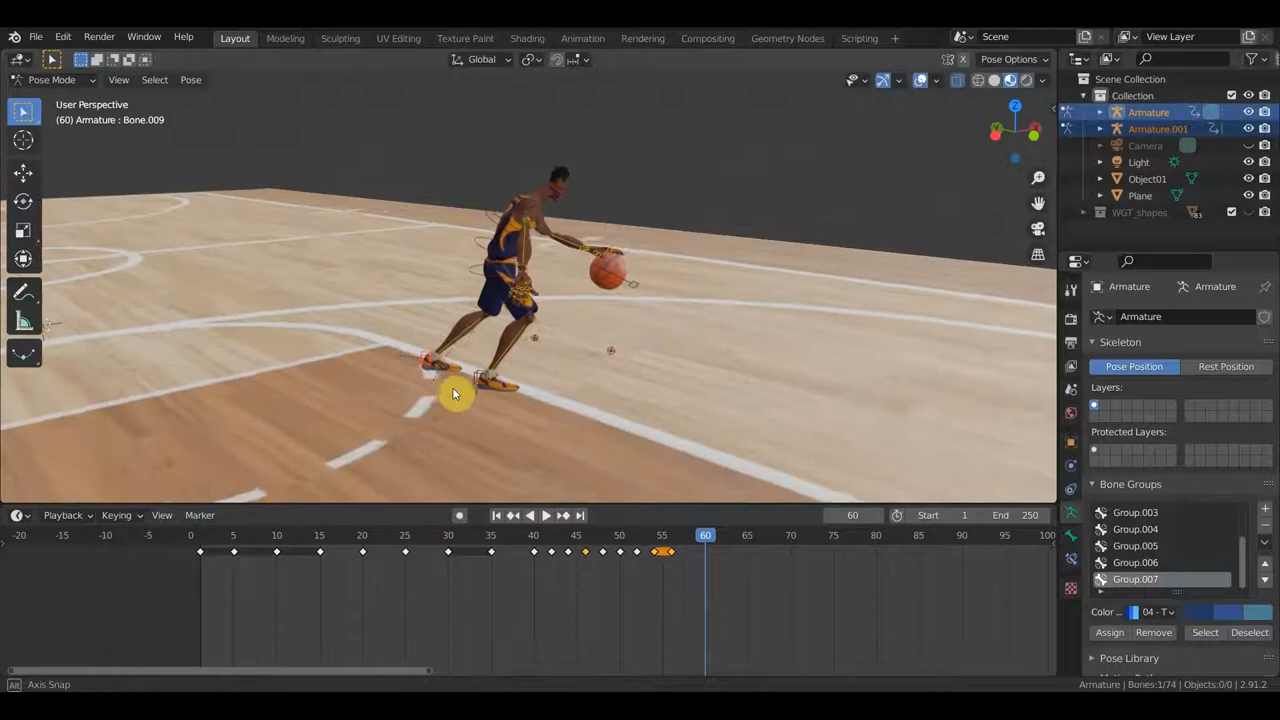 File Edit Render Window Help Layout Modeling Sculpting UV Editing Texture Paint Shading Animation Rendering Compositing Geometry Nodes Scripting + Scene View Layer
Global Pose Options
Pose Mode View Select Pose
User Perspective
(60) Armature : Bone.009
Z
Scene Collection
Collection
Armature
Armature.001
Camera
Light
Object01
Plane
WGT_shapes 83
Armature Armature
Armature
Skeleton
Pose Position Rest Position
Layers:
Protected Layers:
Bone Groups
Group.003
Group.004
Group.005
Group.006
Group.007
Color ... 04 - T
Assign Remove Select Deselect
Pose Library
Playback Keying View Marker 60 Start 1 End 250
-20 -15 -10 -5 0 5 10 15 20 25 30 35 40 45 50 55 60 65 70 75 80 85 90 95 100
Alt Axis Snap
Armature | Bones:1/74 | Objects:0/0 | 2.91.2